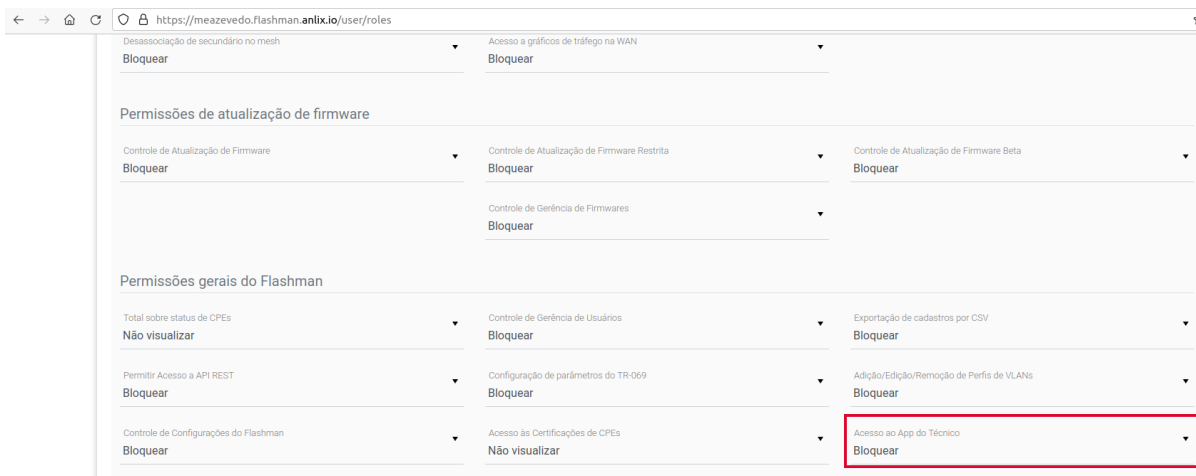 https://meazevedo.flashman.anlix.io/user/roles
Desassociação de secundário no mesh
Bloquear
Acesso a gráficos de tráfego na WAN
Bloquear
Permissões de atualização de firmware
Controle de Atualização de Firmware
Bloquear
Controle de Atualização de Firmware Restrita
Bloquear
Controle de Atualização de Firmware Beta
Bloquear
Controle de Gerência de Firmwares
Bloquear
Permissões gerais do Flashman
Total sobre status de CPEs
Não visualizar
Controle de Gerência de Usuários
Bloquear
Exportação de cadastros por CSV
Bloquear
Permitir Acesso a API REST
Bloquear
Configuração de parâmetros do TR-069
Bloquear
Adição/Edição/Remoção de Perfis de VLANs
Bloquear
Controle de Configurações do Flashman
Bloquear
Acesso às Certificações de CPEs
Não visualizar
Acesso ao App do Técnico
Bloquear